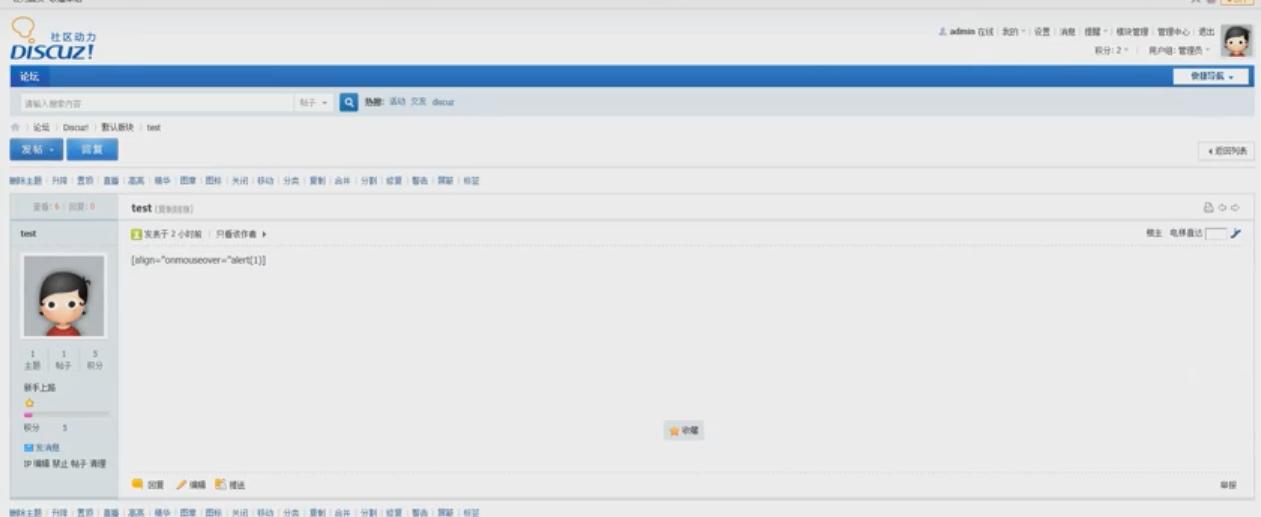 社区动力
DISCUZ!
admin 在线 我的 设置 消息 提醒 模块管理 管理中心 退出
积分: 2 用户组: 管理员
论坛
快捷导航
请输入搜索内容 帖子 热搜: 活动 交友 discuz
论坛 Discuz! 默认版块 test
发帖 回复
返回列表
删除主题 升降 置顶 直播 高亮 精华 图章 图标 关闭 移动 分类 复制 合并 分割 修复 警告 屏蔽 标签
查看: 6 回复: 0
test [复制链接]
test
发表于 2 小时前 只看该作者
楼主 电梯直达
[align="onmouseover="alert(1)]
1 1 5
主题 帖子 积分
新手上路
积分 5
发消息
IP 编辑 禁止 帖子 清理
收藏
回复 编辑 推送
举报
删除主题 升降 置顶 直播 高亮 精华 图章 图标 关闭 移动 分类 复制 合并 分割 修复 警告 屏蔽 标签